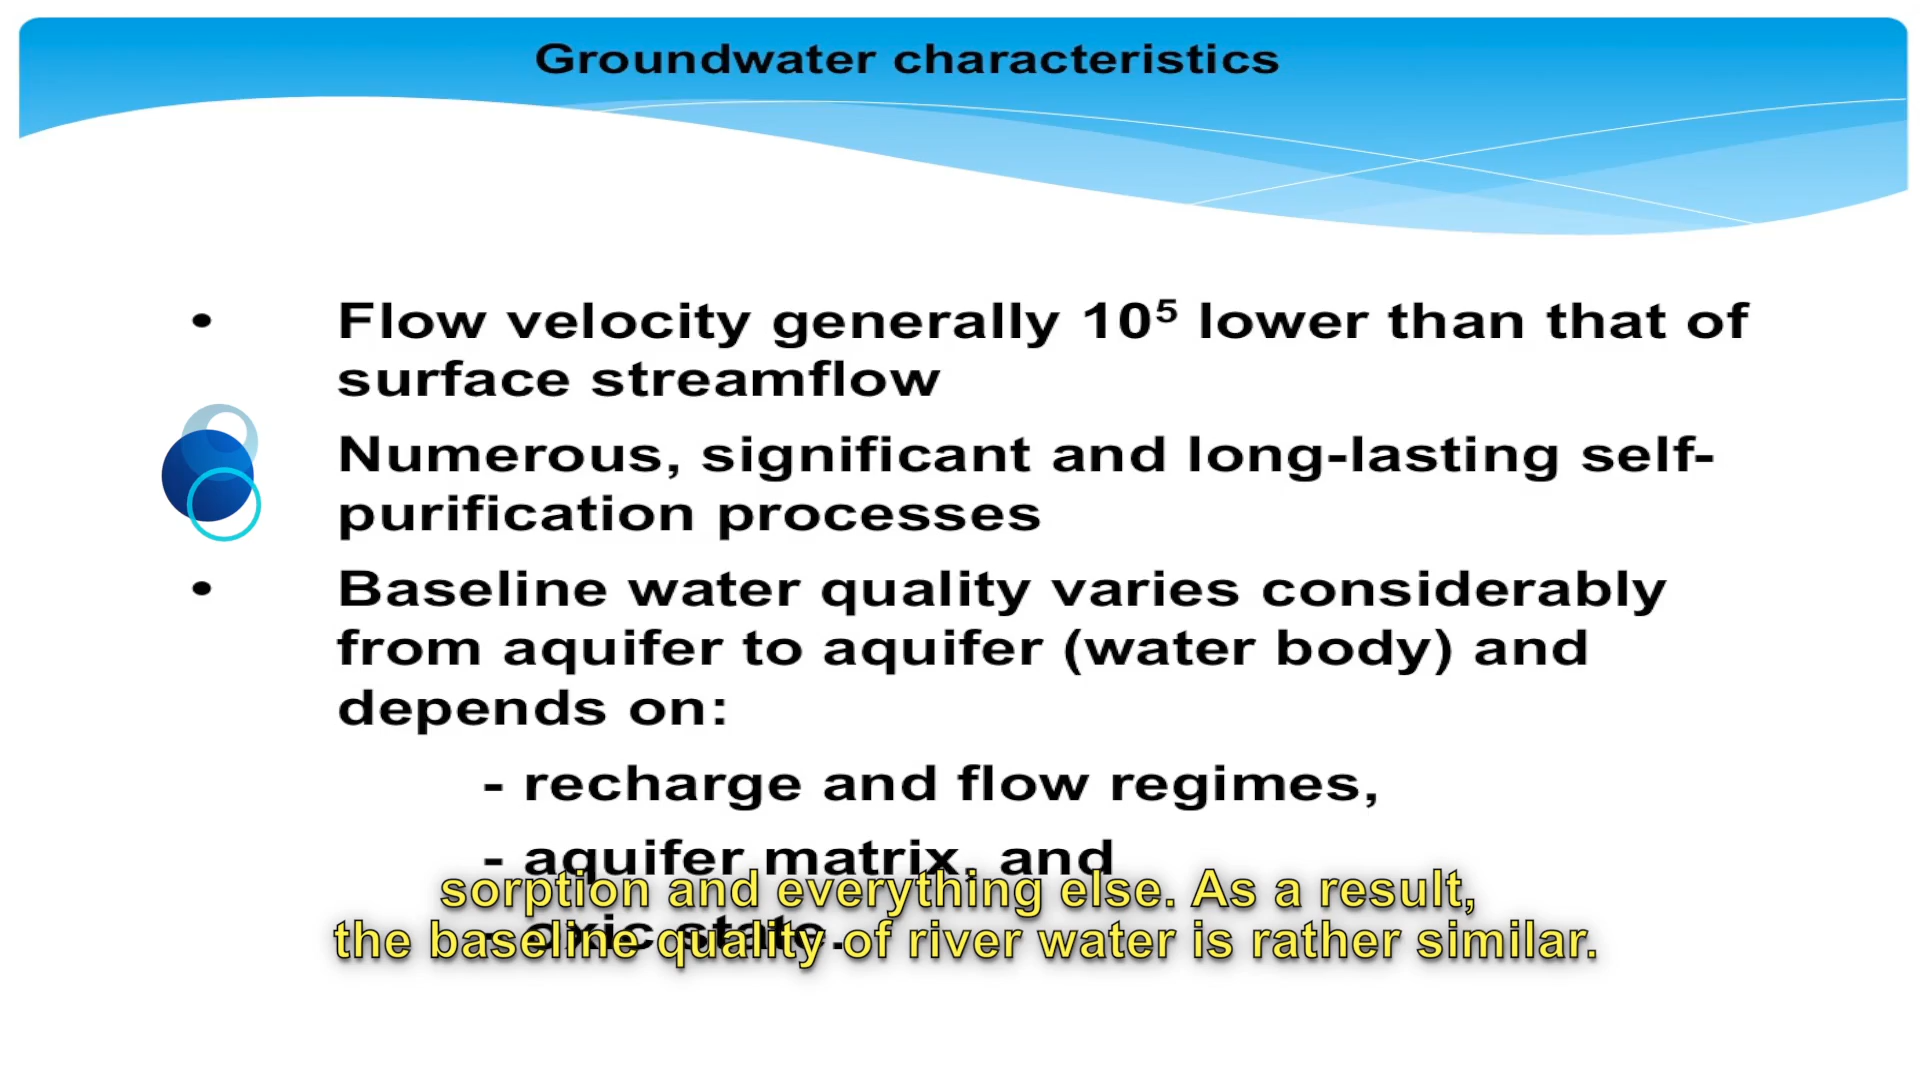 Groundwater characteristics
• Flow velocity generally 10⁵ lower than that of
surface streamflow
Numerous, significant and long-lasting self-
purification processes
• Baseline water quality varies considerably
from aquifer to aquifer (water body) and
depends on:
- recharge and flow regimes,
- aquifer matrix, and
- oxic state.
sorption and everything else. As a result,
the baseline quality of river water is rather similar.